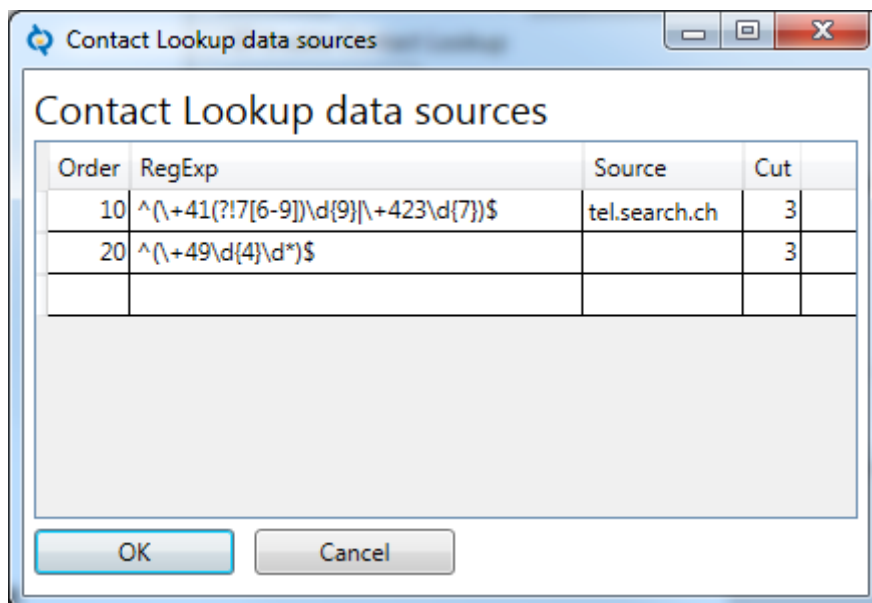 Contact Lookup data sources
Contact Lookup data sources
Order RegExp Source Cut
10 ^(\+41(?!7[6-9])\d{9}|\+423\d{7})$ tel.search.ch 3
20 ^(\+49\d{4}\d*)$ 3
OK Cancel